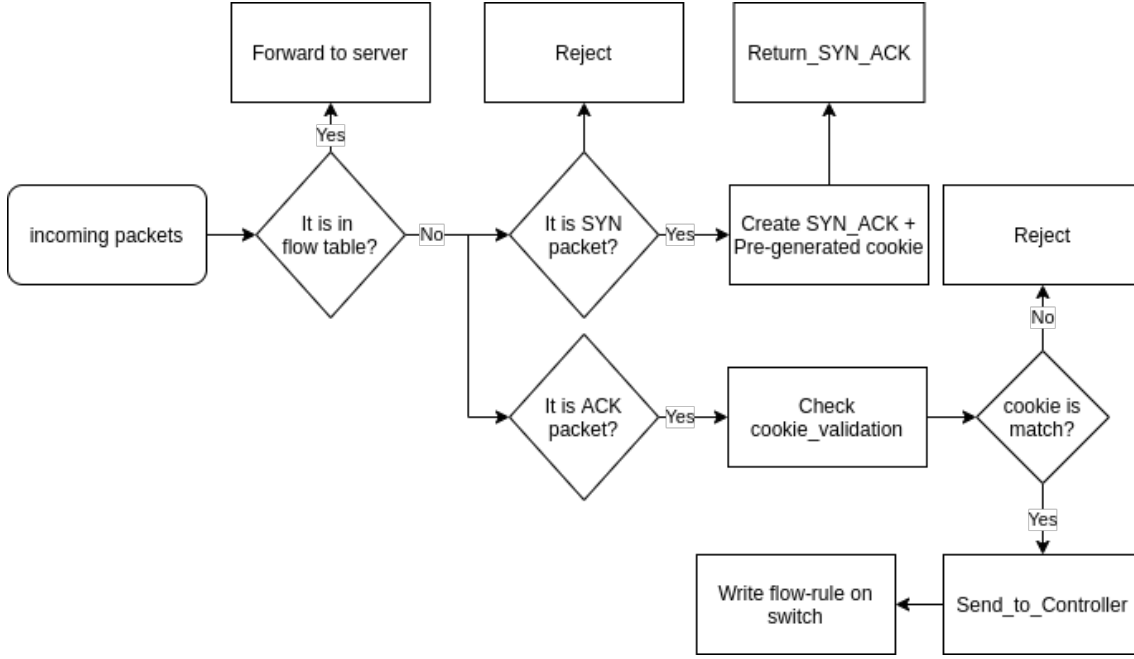 Forward to server
Reject
Return_SYN_ACK
Yes
incoming packets
It is in
flow table?
No
It is SYN
packet?
Yes
Create SYN_ACK +
Pre-generated cookie
Reject
No
It is ACK
packet?
Yes
Check
cookie_validation
cookie is
match?
Yes
Write flow-rule on
switch
Send_to_Controller